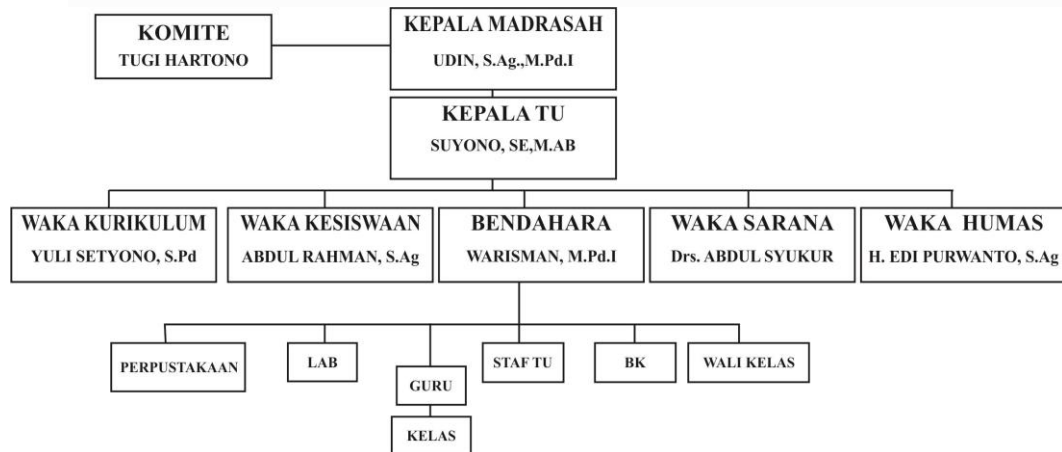 KOMITE
TUGI HARTONO
KEPALA MADRASAH
UDIN, S.Ag.,M.Pd.I
KEPALA TU
SUYONO, SE,M.AB
WAKA KURIKULUM
YULI SETYONO, S.Pd
WAKA KESISWAAN
ABDUL RAHMAN, S.Ag
BENDAHARA
WARISMAN, M.Pd.I
WAKA SARANA
Drs. ABDUL SYUKUR
WAKA HUMAS
H. EDI PURWANTO, S.Ag
PERPUSTAKAAN
LAB
GURU
STAF TU
BK
WALI KELAS
KELAS